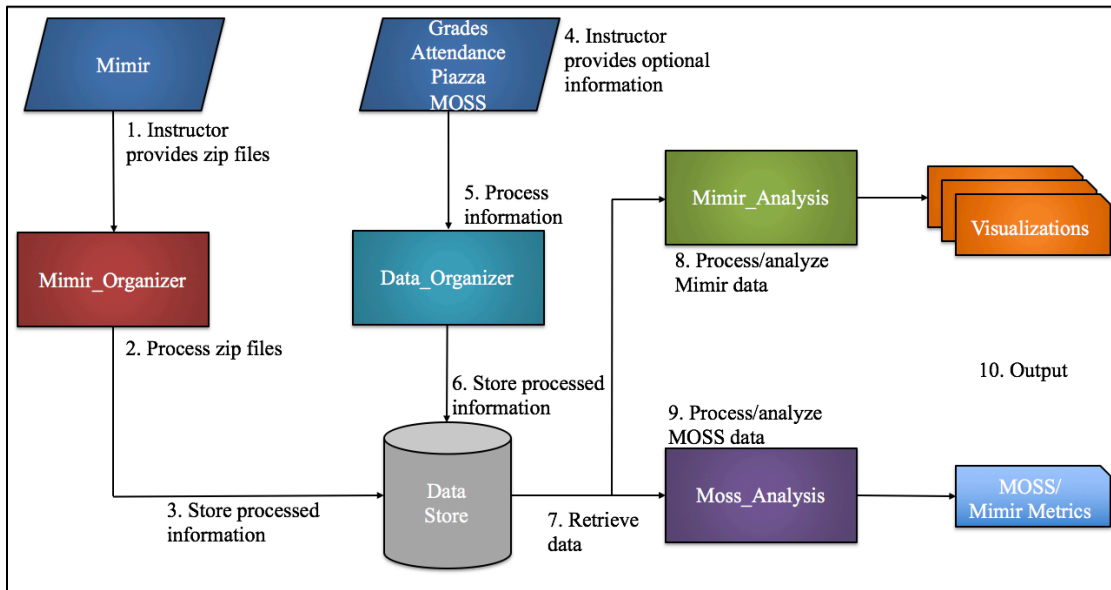 Mimir
Grades
Attendance
Piazza
MOSS
4. Instructor
provides optional
information
1. Instructor
provides zip files
5. Process
information
Mimir_Analysis
Visualizations
Mimir_Organizer
Data_Organizer
8. Process/analyze
Mimir data
2. Process zip files
10. Output
6. Store processed
information
9. Process/analyze
MOSS data
Data
Store
Moss_Analysis
MOSS/
Mimir Metrics
3. Store processed
information
7. Retrieve
data